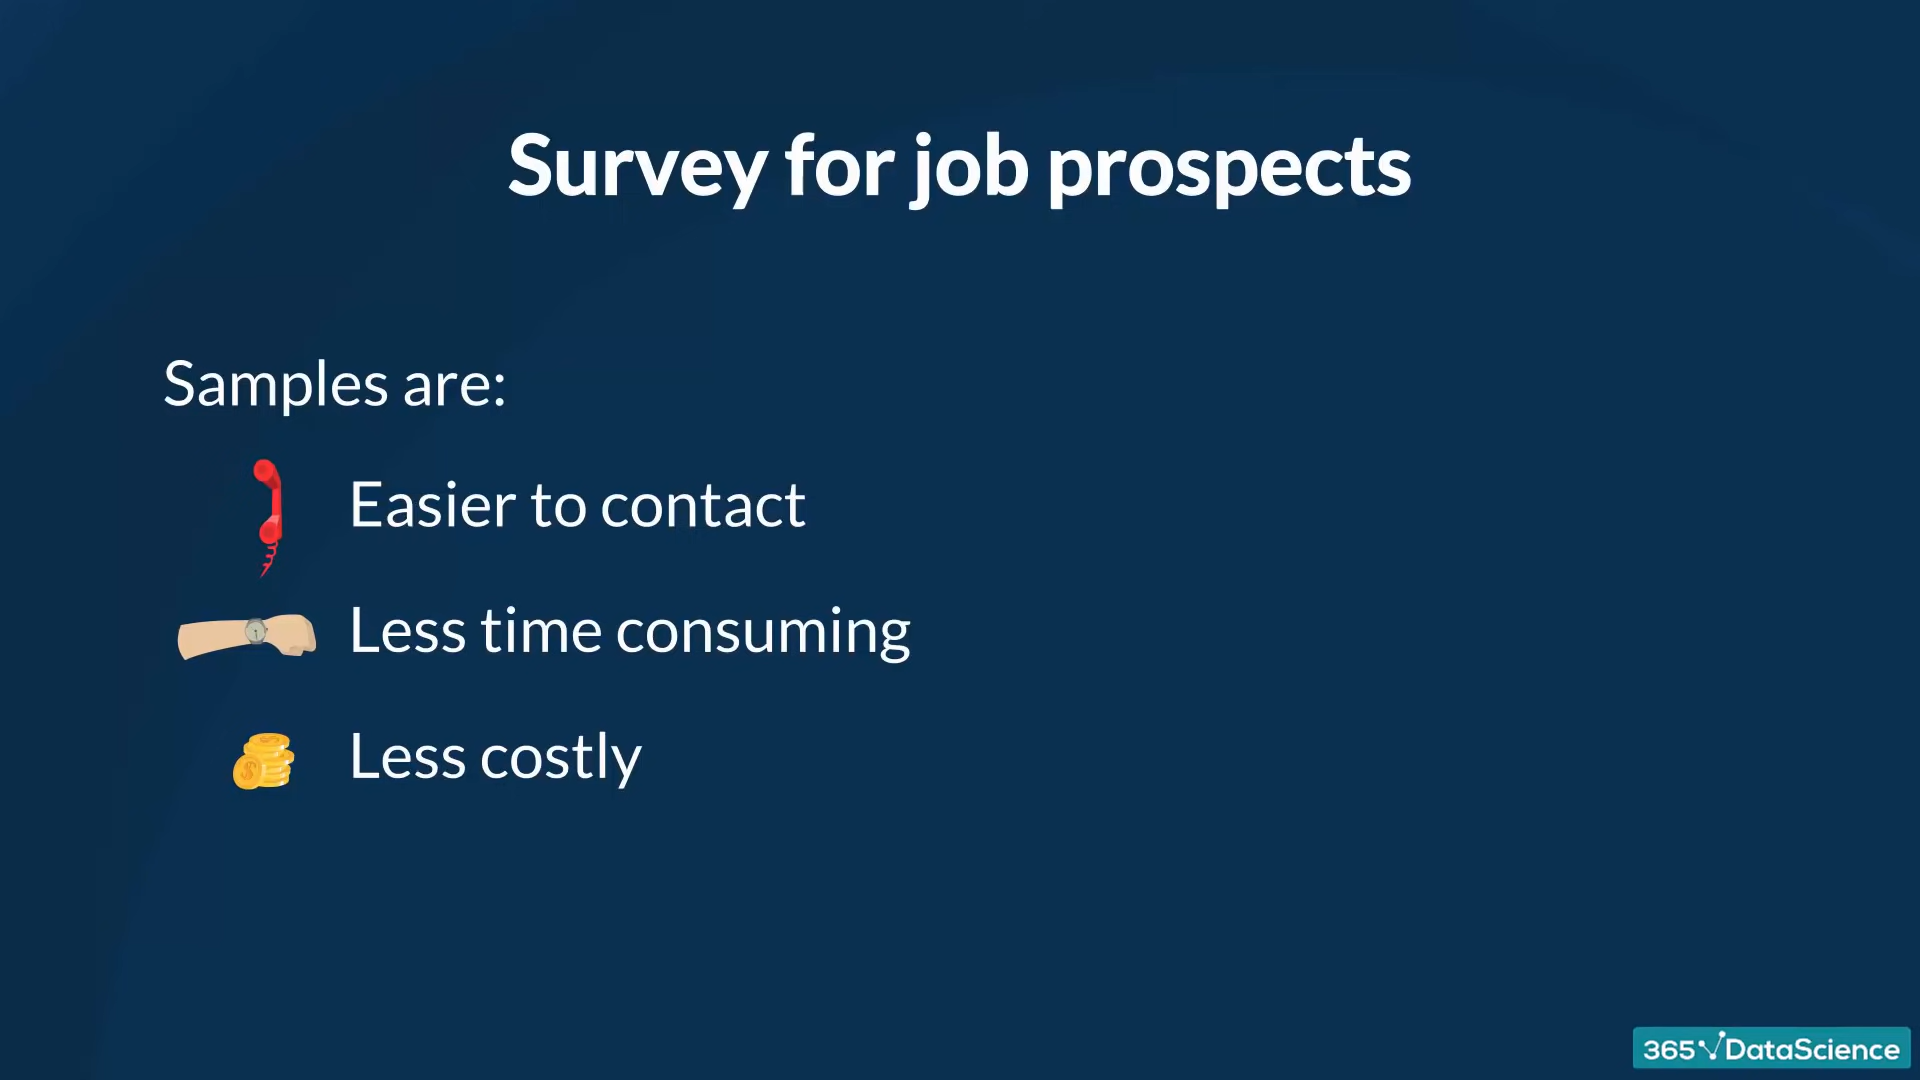 Survey for job prospects
Samples are:
Easier to contact
Less time consuming
Less costly
365 DataScience